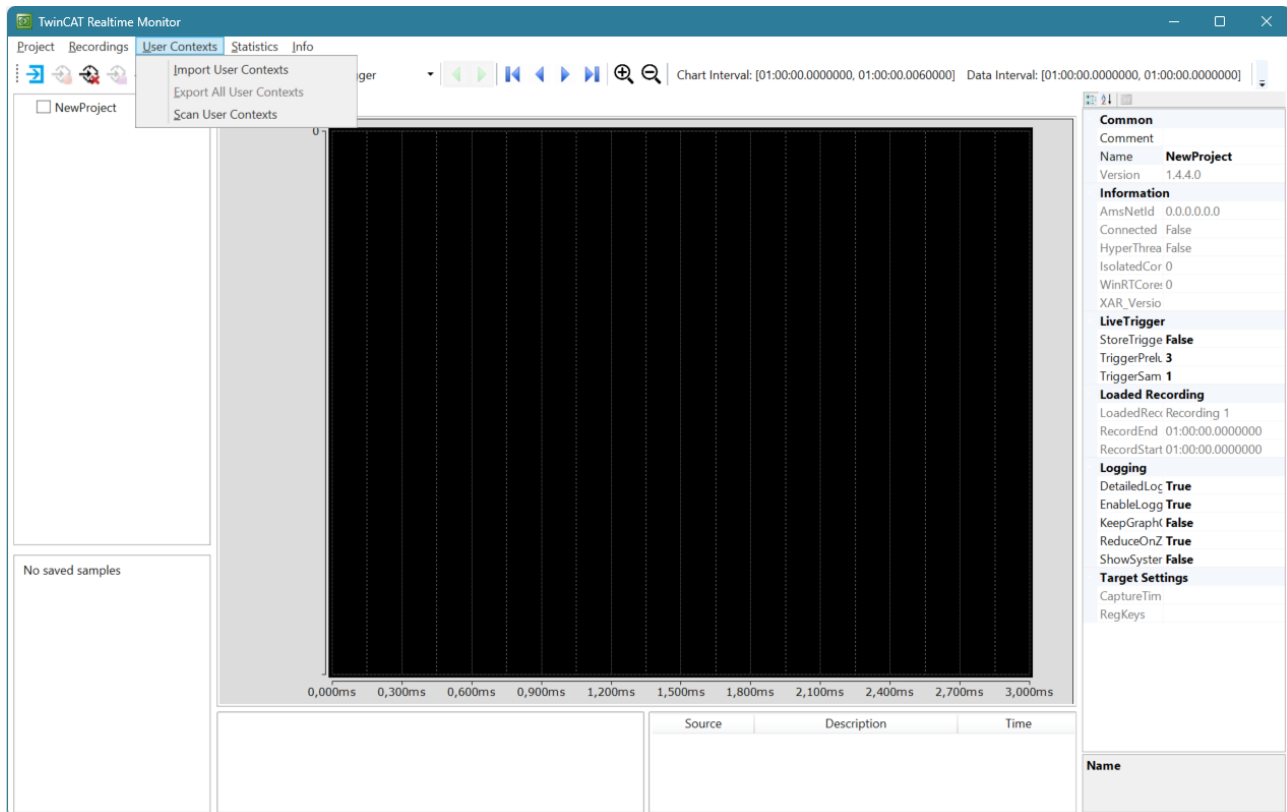 TwinCAT Realtime Monitor
Project Recordings User Contexts Statistics Info
Import User Contexts
Export All User Contexts
Scan User Contexts
ger
Chart Interval: [01:00:00.0000000, 01:00:00.0060000] Data Interval: [01:00:00.0000000, 01:00:00.0000000]
NewProject
0
0,000ms 0,300ms 0,600ms 0,900ms 1,200ms 1,500ms 1,800ms 2,100ms 2,400ms 2,700ms 3,000ms
No saved samples
Source Description Time
Common
Comment
Name NewProject
Version 1.4.4.0
Information
AmsNetId 0.0.0.0.0.0
Connected False
HyperThrea False
IsolatedCor 0
WinRTCore: 0
XAR_Versio
LiveTrigger
StoreTrigge False
TriggerPrelu 3
TriggerSam 1
Loaded Recording
LoadedReco Recording 1
RecordEnd 01:00:00.0000000
RecordStart 01:00:00.0000000
Logging
DetailedLog True
EnableLogg True
KeepGraph( False
ReduceOnZ True
ShowSyster False
Target Settings
CaptureTim
RegKeys
Name